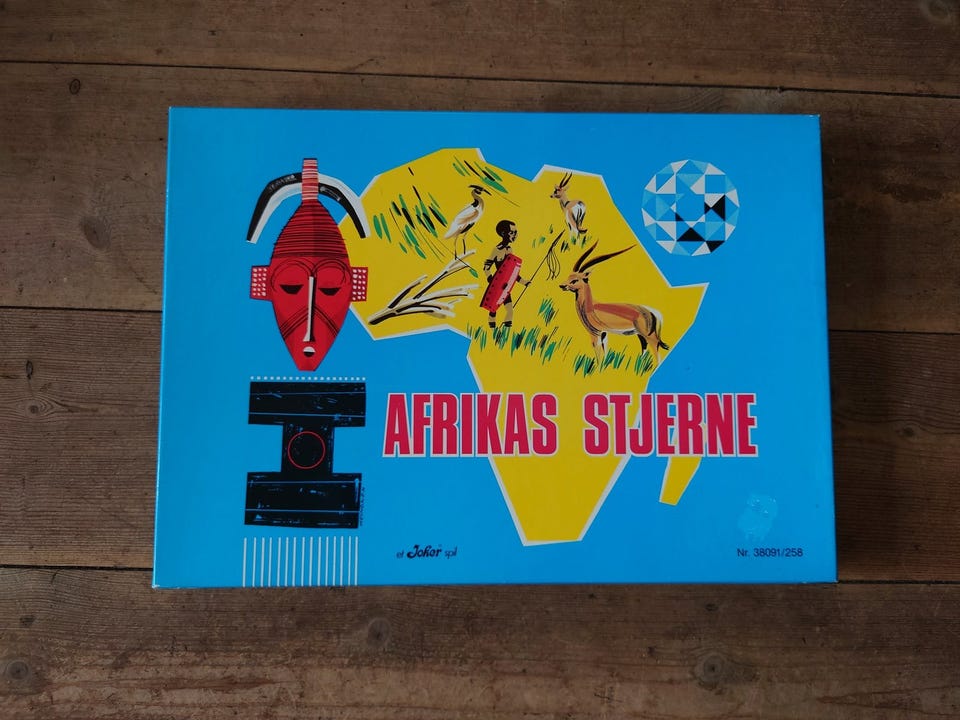 AFRIKAS STJERNE
et Joker spil
Nr. 38091/258